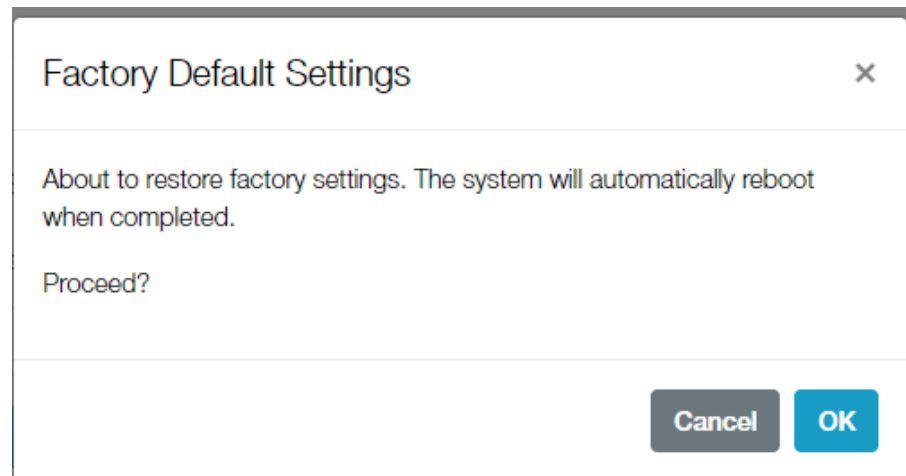 Factory Default Settings ×
About to restore factory settings. The system will automatically reboot
when completed.
Proceed?
Cancel OK